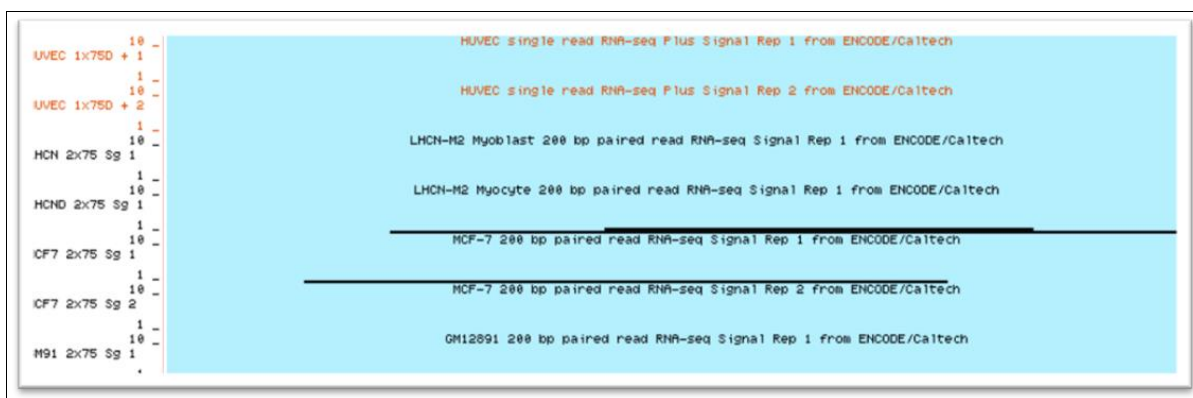 10 _ HUVEC single read RNA-seq Plus Signal Rep 1 from ENCODE/Caltech
UVEC 1x75D + 1
1 _
10 _ HUVEC single read RNA-seq Plus Signal Rep 2 from ENCODE/Caltech
UVEC 1x75D + 2
1 _
10 _ LHCN-M2 Myoblast 200 bp paired read RNA-seq Signal Rep 1 from ENCODE/Caltech
HCN 2x75 Sg 1
1 _
10 _ LHCN-M2 Myocyte 200 bp paired read RNA-seq Signal Rep 1 from ENCODE/Caltech
HCND 2x75 Sg 1
1 _
10 _ MCF-7 200 bp paired read RNA-seq Signal Rep 1 from ENCODE/Caltech
CF7 2x75 Sg 1
1 _
10 _ MCF-7 200 bp paired read RNA-seq Signal Rep 2 from ENCODE/Caltech
CF7 2x75 Sg 2
1 _
10 _ GM12891 200 bp paired read RNA-seq Signal Rep 1 from ENCODE/Caltech
M91 2x75 Sg 1